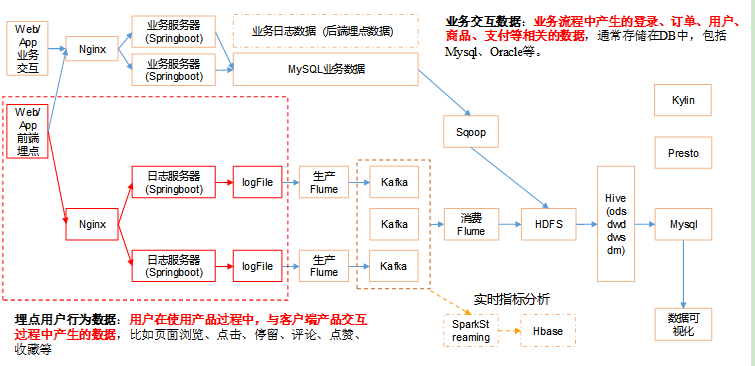 Web/
App
业务
交互
Nginx
业务服务器
(Springboot)
业务服务器
(Springboot)
业务日志数据（后端埋点数据）
MySQL业务数据
业务交互数据：业务流程中产生的登录、订单、用户、
商品、支付等相关的数据，通常存储在DB中，包括
Mysql、Oracle等。
Web/
App
前端
埋点
Sqoop
Kylin
Presto
日志服务器
(Springboot)
logFile
生产
Flume
Kafka
Nginx
Kafka
消费
Flume
HDFS
Hive
(ods
dwd
dws
dm)
Mysql
日志服务器
(Springboot)
logFile
生产
Flume
Kafka
实时指标分析
SparkSt
reaming
Hbase
数据可
视化
埋点用户行为数据：用户在使用产品过程中，与客户端产品交互
过程中产生的数据，比如页面浏览、点击、停留、评论、点赞、
收藏等